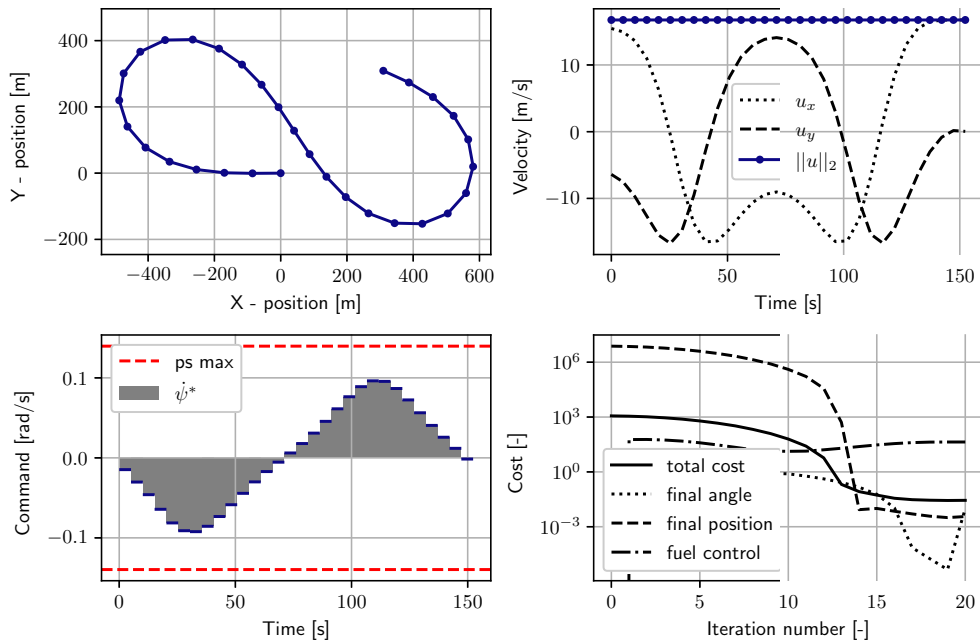 400
200
0
−200
Y - position [m]
−400
−200
0
200
400
600
X - position [m]
10
0
−10
Velocity [m/s]
u_x
u_y
||u||_2
0
50
100
150
Time [s]
0.1
0.0
−0.1
Command [rad/s]
ps max
ψ̇*
0
50
100
150
Time [s]
10^6
10^3
10^0
10^−3
Cost [-]
total cost
final angle
final position
fuel control
0
5
10
15
20
Iteration number [-]